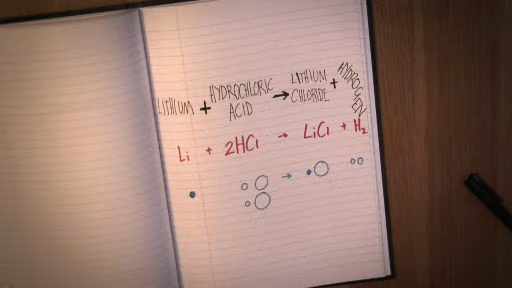 LITHIUM + HYDROCHLORIC ACID → LITHIUM CHLORIDE + HYDROGEN
Li + 2HCl → LiCl + H₂